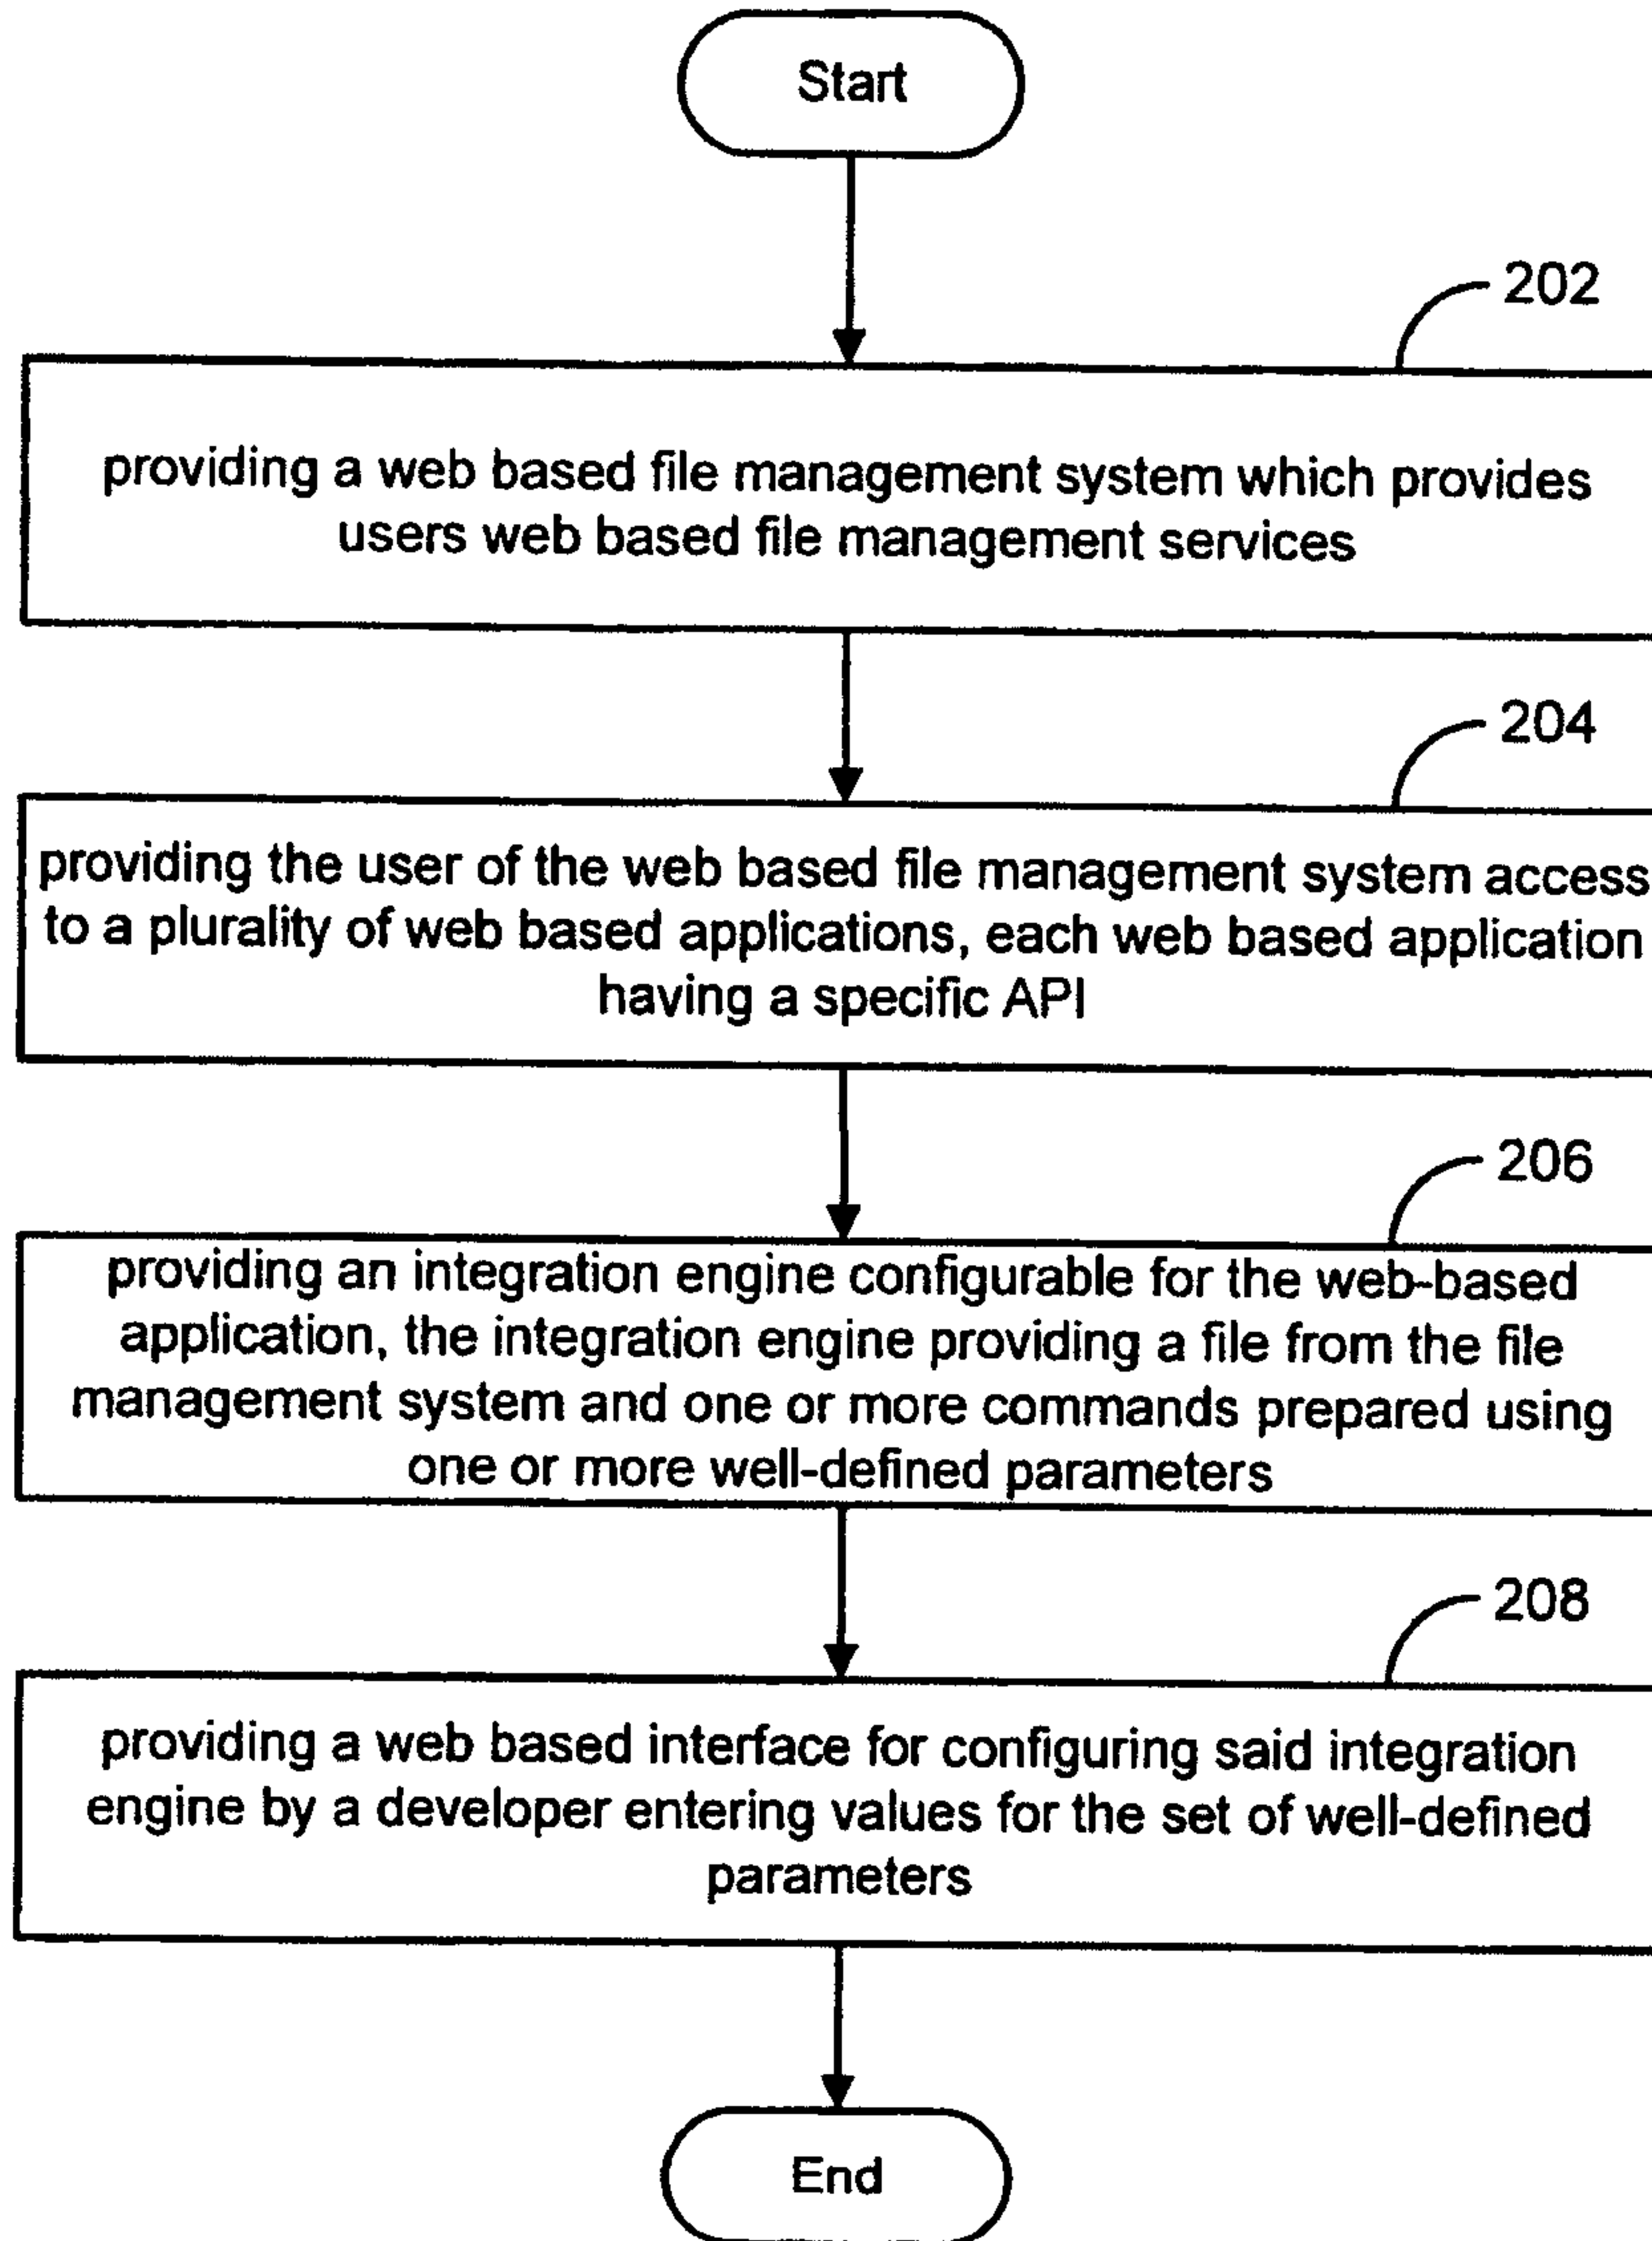 Start
202
providing a web based file management system which provides
users web based file management services
204
providing the user of the web based file management system access
to a plurality of web based applications, each web based application
having a specific API
206
providing an integration engine configurable for the web-based
application, the integration engine providing a file from the file
management system and one or more commands prepared using
one or more well-defined parameters
208
providing a web based interface for configuring said integration
engine by a developer entering values for the set of well-defined
parameters
End